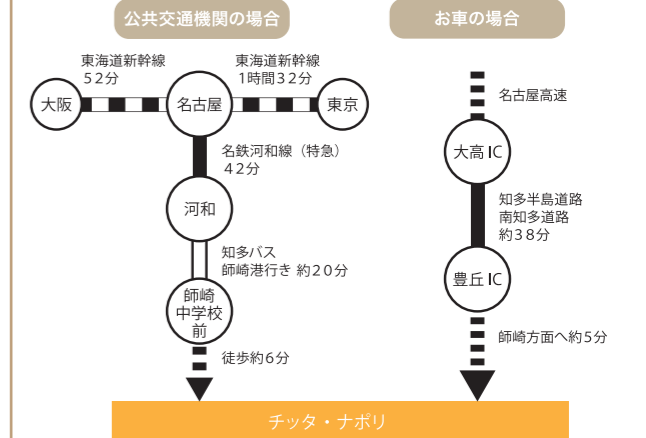 公共交通機関の場合
東海道新幹線
52分
東海道新幹線
1時間32分
大阪
名古屋
東京
名鉄河和線（特急）
42分
河和
知多バス
師崎港行き 約20分
師崎
中学校
前
徒歩約6分
お車の場合
名古屋高速
大高 IC
知多半島道路
南知多道路
約38分
豊丘 IC
師崎方面へ約5分
チッタ・ナポリ